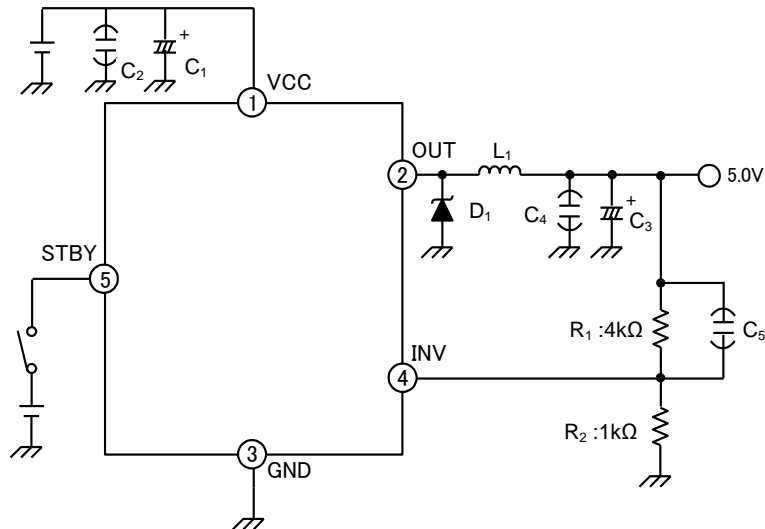 +
C₂
C₁
VCC
1
OUT
2
L₁
5.0V
D₁
C₄
+
C₃
STBY
5
R₁ :4kΩ
C₅
INV
4
R₂ :1kΩ
3
GND